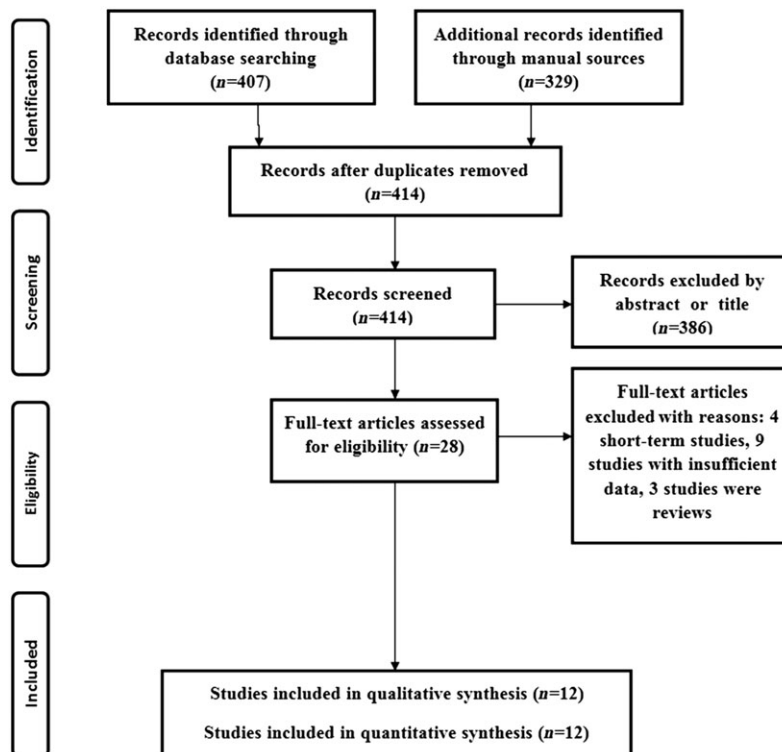 Identification
Records identified through
database searching
(n=407)
Additional records identified
through manual sources
(n=329)
Records after duplicates removed
(n=414)
Screening
Records screened
(n=414)
Records excluded by
abstract or title
(n=386)
Eligibility
Full-text articles assessed
for eligibility (n=28)
Full-text articles
excluded with reasons: 4
short-term studies, 9
studies with insufficient
data, 3 studies were
reviews
Included
Studies included in qualitative synthesis (n=12)
Studies included in quantitative synthesis (n=12)